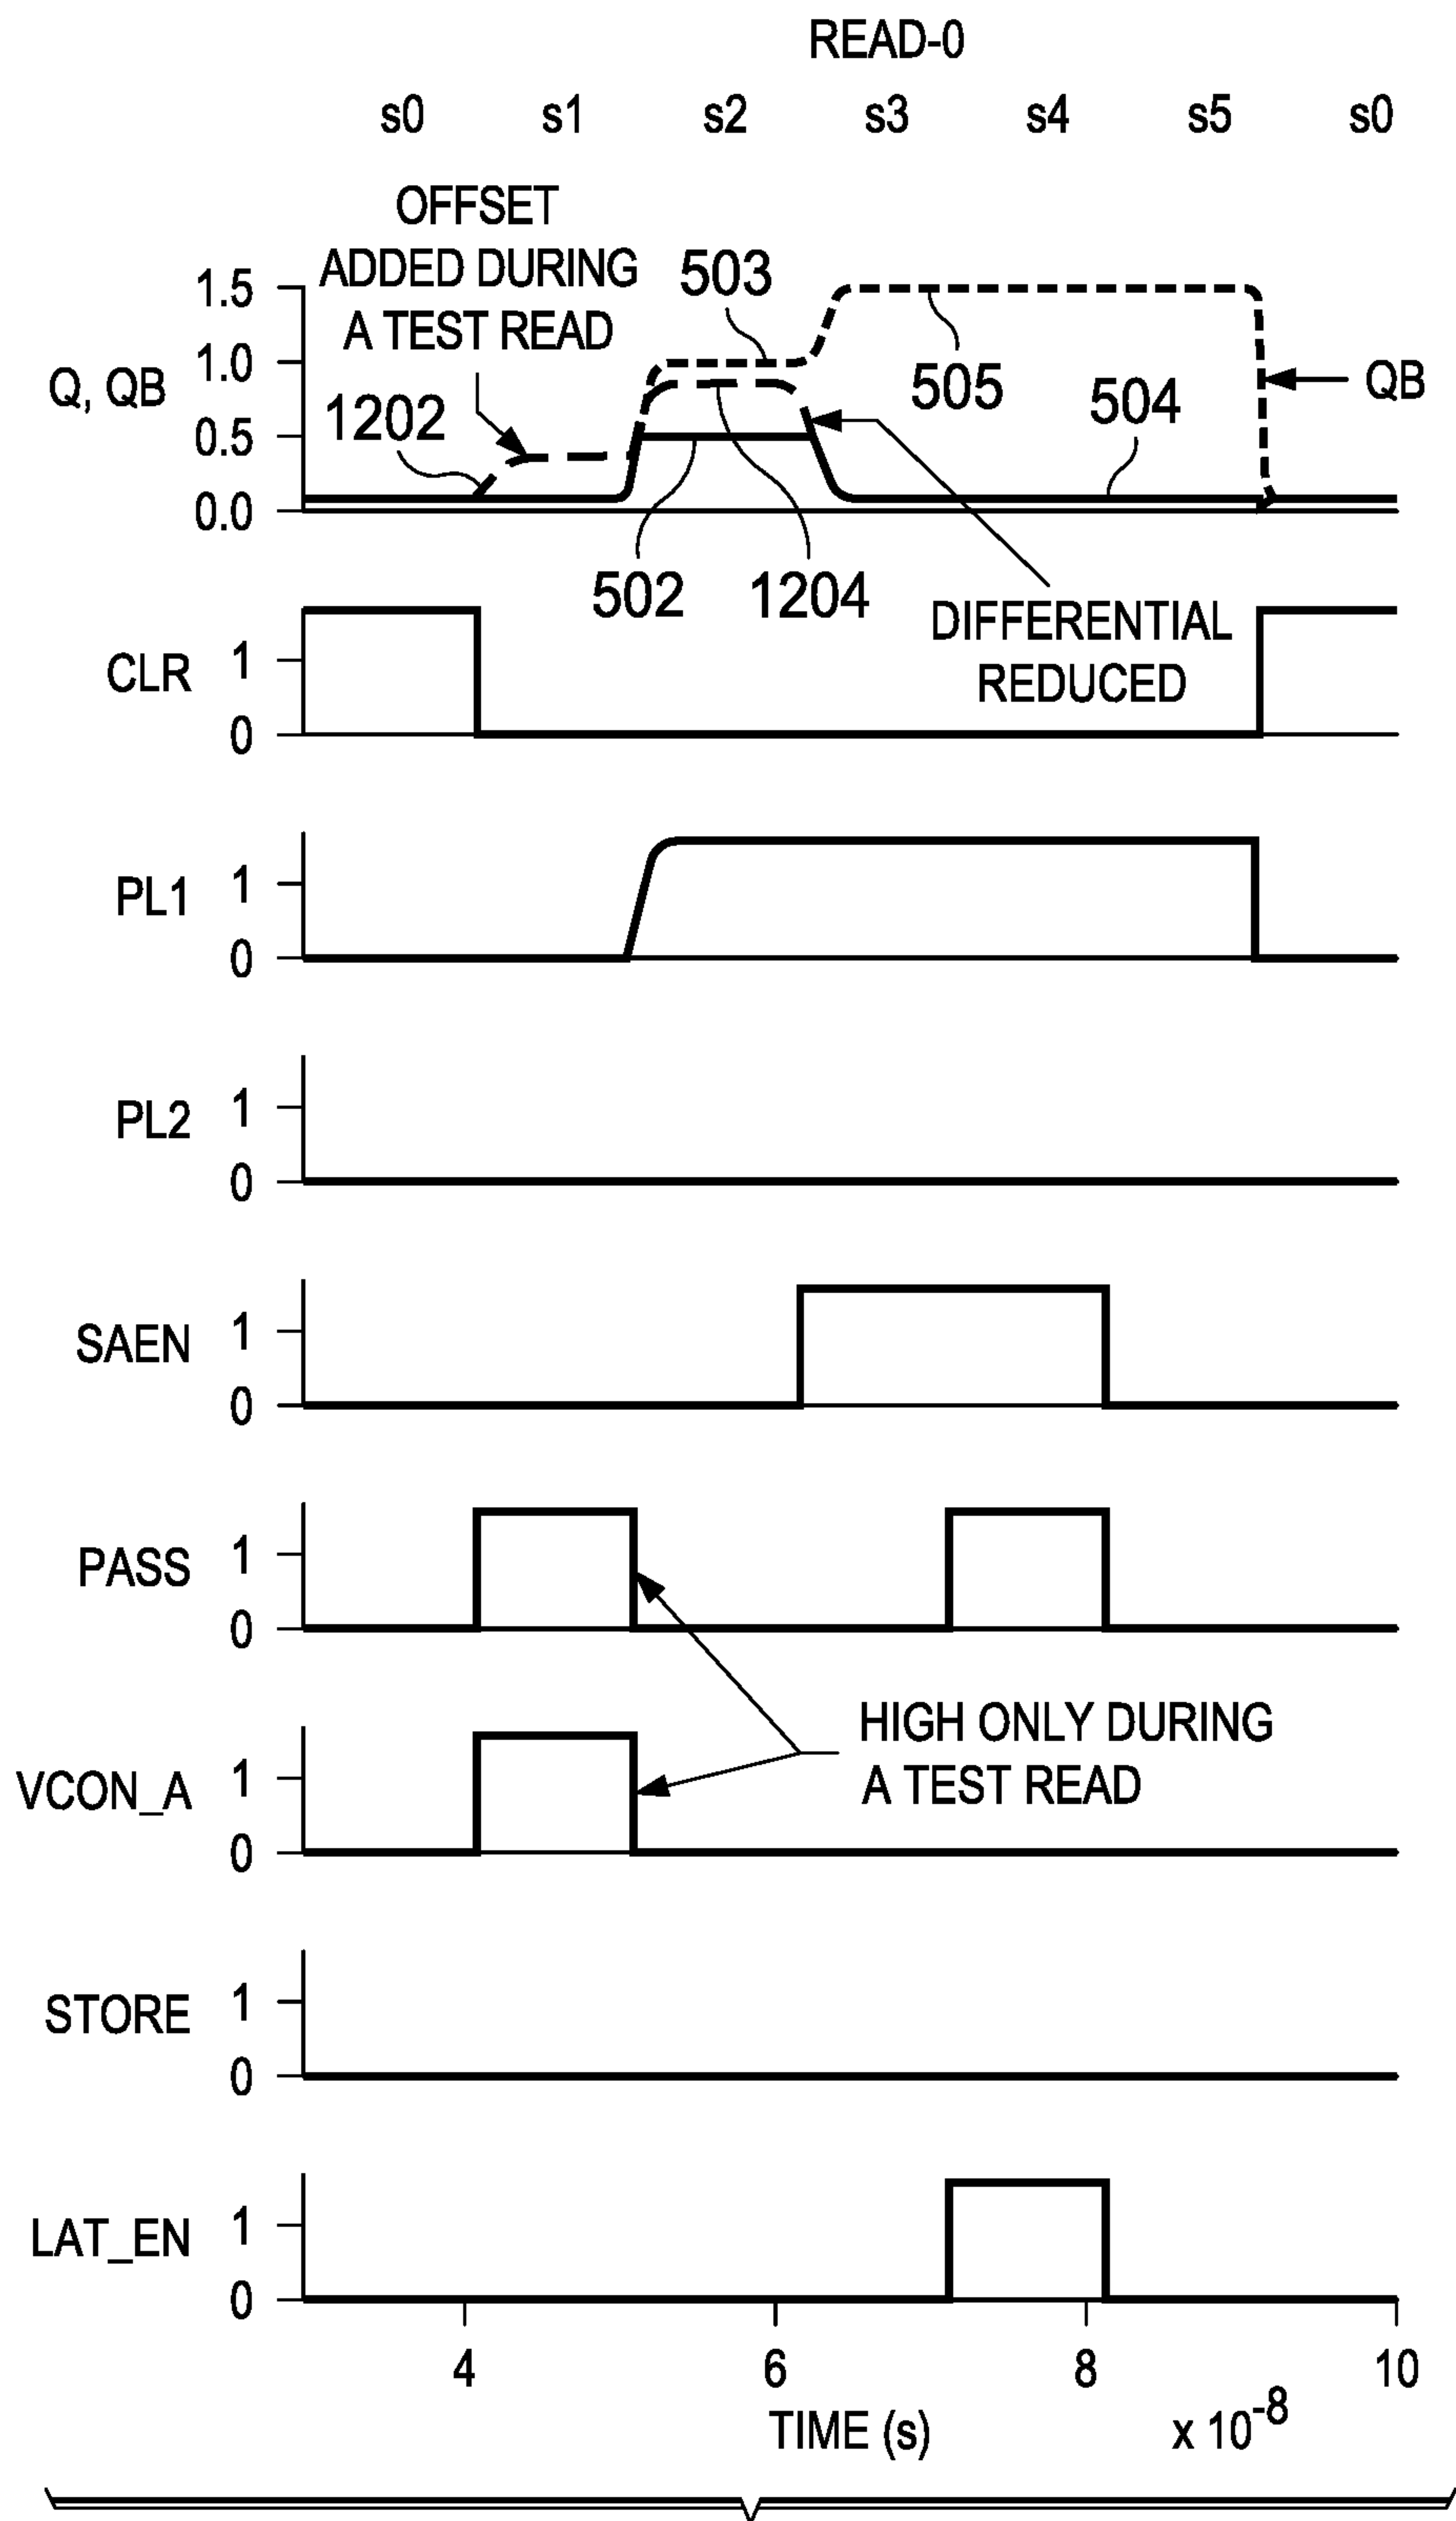 READ-0
s0 s1 s2 s3 s4 s5 s0
OFFSET
ADDED DURING
A TEST READ
503
1.5
1.0
0.5
0.0
Q, QB
1202
505
504
QB
502
1204
DIFFERENTIAL
REDUCED
CLR
1
0
PL1
1
0
PL2
1
0
SAEN
1
0
PASS
1
0
HIGH ONLY DURING
A TEST READ
VCON_A
1
0
STORE
1
0
LAT_EN
1
0
4 6 8 10
TIME (s) x 10-8